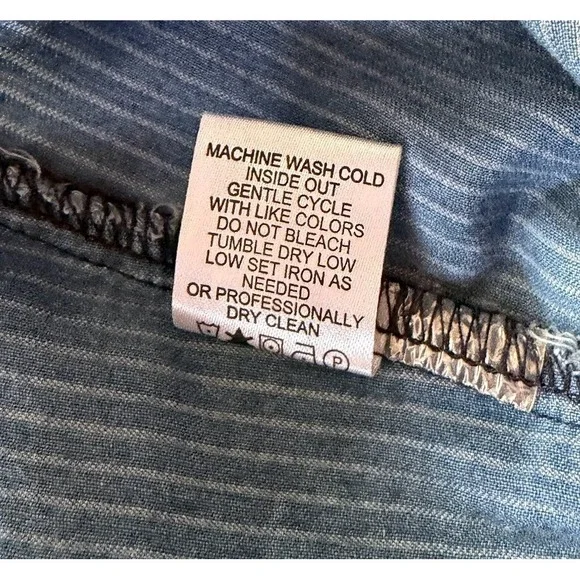 MACHINE WASH COLD
INSIDE OUT
GENTLE CYCLE
WITH LIKE COLORS
DO NOT BLEACH
TUMBLE DRY LOW
LOW SET IRON AS
NEEDED
OR PROFESSIONALLY
DRY CLEAN
P